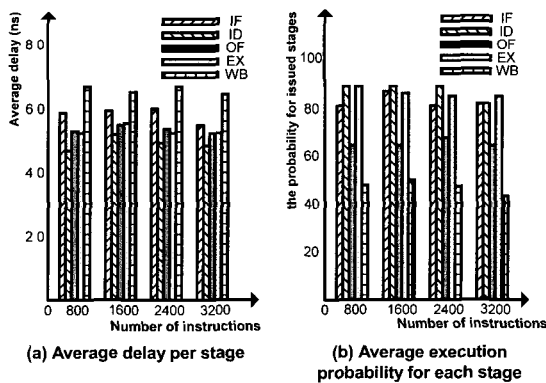 Average delay (ns)
8 0
6 0
4 0
2 0
0
IF
ID
OF
EX
WB
800
1600
2400
3200
Number of instructions
(a) Average delay per stage
the probability for issued stages
100
80
60
40
20
0
IF
ID
OF
EX
WB
800
1600
2400
3200
Number of instructions
(b) Average execution
probability for each stage